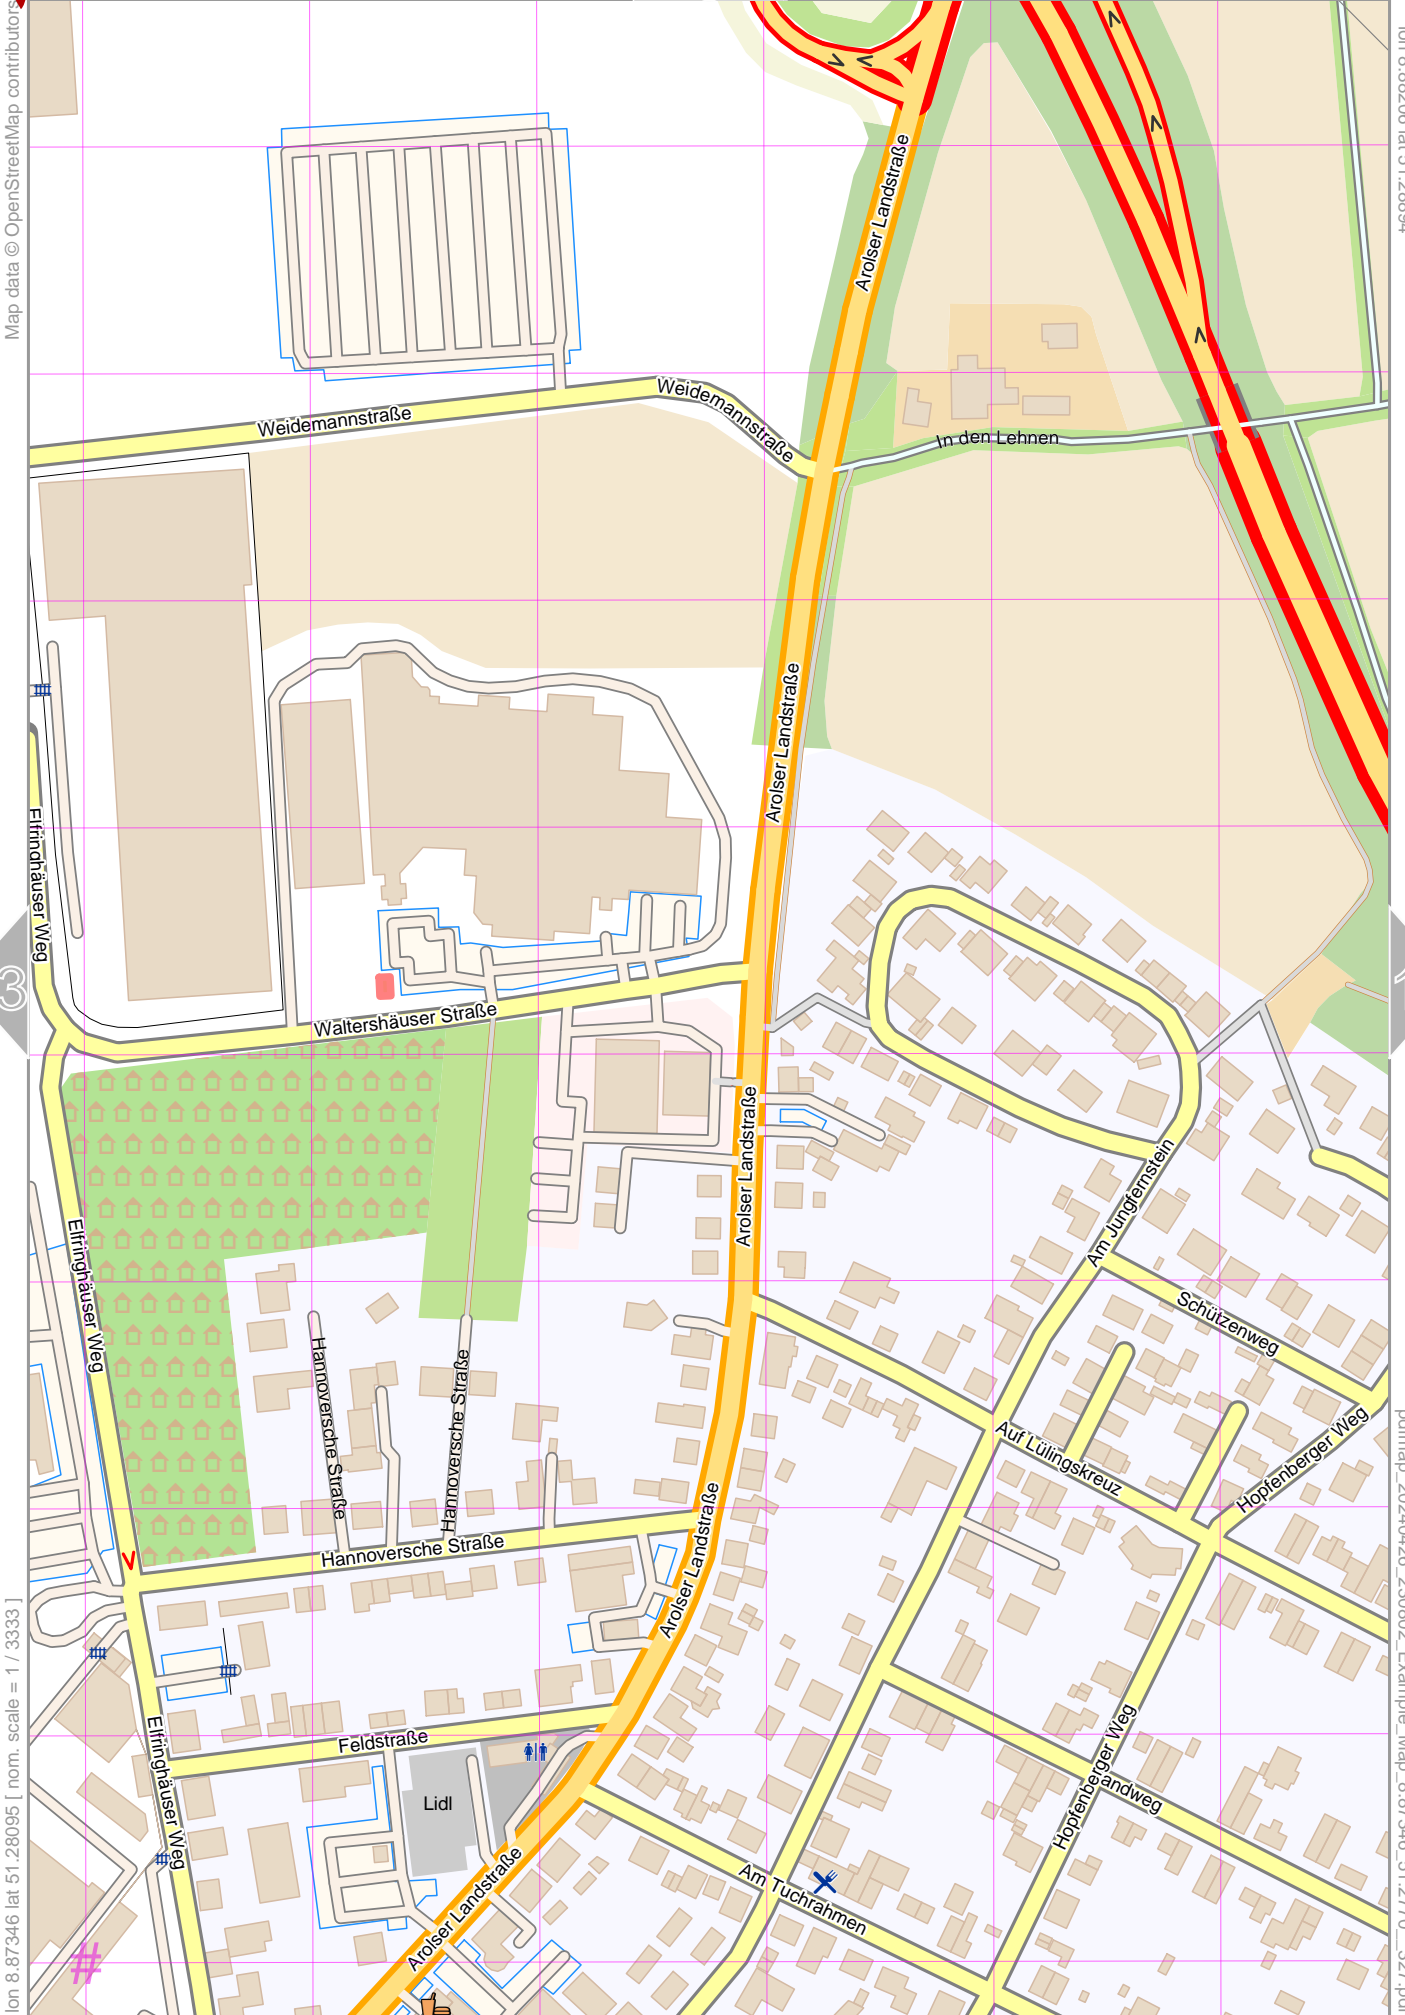 Map data © OpenStreetMap contributors
Arolser Landstraße
Weidemannstraße
Weidemannstraße
In den Lehnen
Arolser Landstraße
Elfringhäuser Weg
3
Waltershäuser Straße
Arolser Landstraße
Am Jungfernstein
Elfringhäuser Weg
Schützenweg
Hannoversche Straße
Hannoversche Straße
Auf Lülingskreuz
Hopfenberger Weg
Arolser Landstraße
Hannoversche Straße
Feldstraße
Elfringhäuser Weg
Hopfenberger Weg
andweg
Lidl
Arolser Landstraße
Am Tuchrahmen
#
lon 8.87346 lat 51.28095 [ nom. scale = 1 / 3333 ]